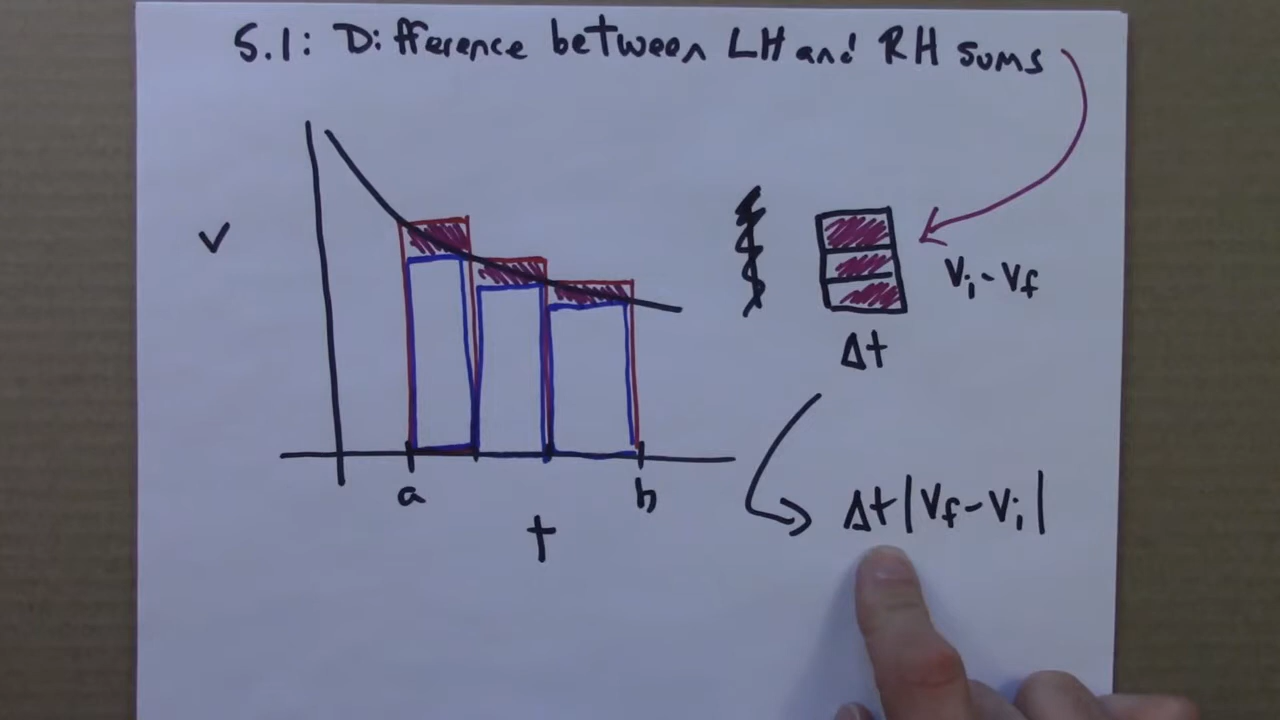 5.1: Difference between LH and RH sums
v
Vi - Vf
Δt
a
b
t
Δt|Vf - Vi|